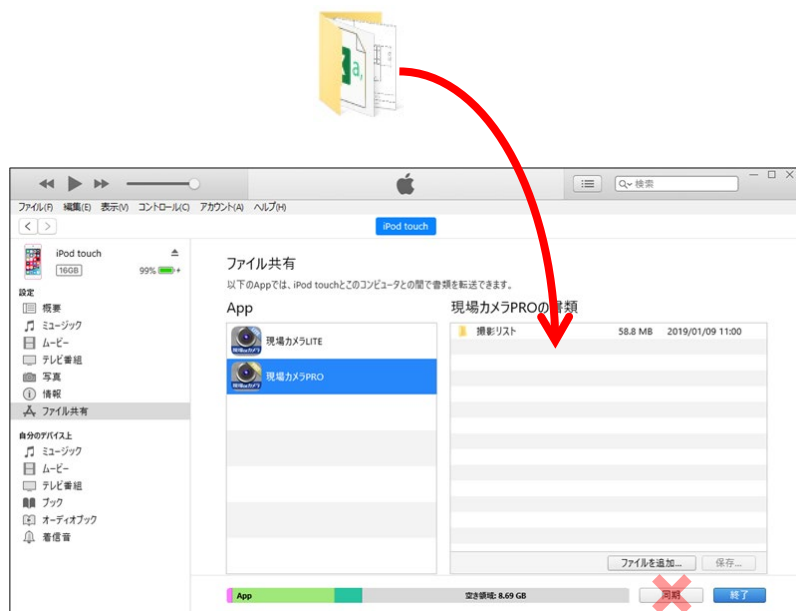 a,
検索
ファイル(F) 編集(E) 表示(V) コントロール(C) アカウント(A) ヘルプ(H)
iPod touch
iPod touch
16GB 99%
設定
概要
ミュージック
ムービー
テレビ番組
写真
情報
ファイル共有
自分のデバイス上
ミュージック
ムービー
テレビ番組
ブック
オーディオブック
着信音
ファイル共有
以下のAppでは、iPod touchとこのコンピュータとの間で書類を転送できます。
App
現場カメラLITE
現場カメラPRO
現場カメラPROの書類
撮影リスト 58.8 MB 2019/01/09 11:00
ファイルを追加... 保存...
App 空き領域: 8.69 GB 同期 終了